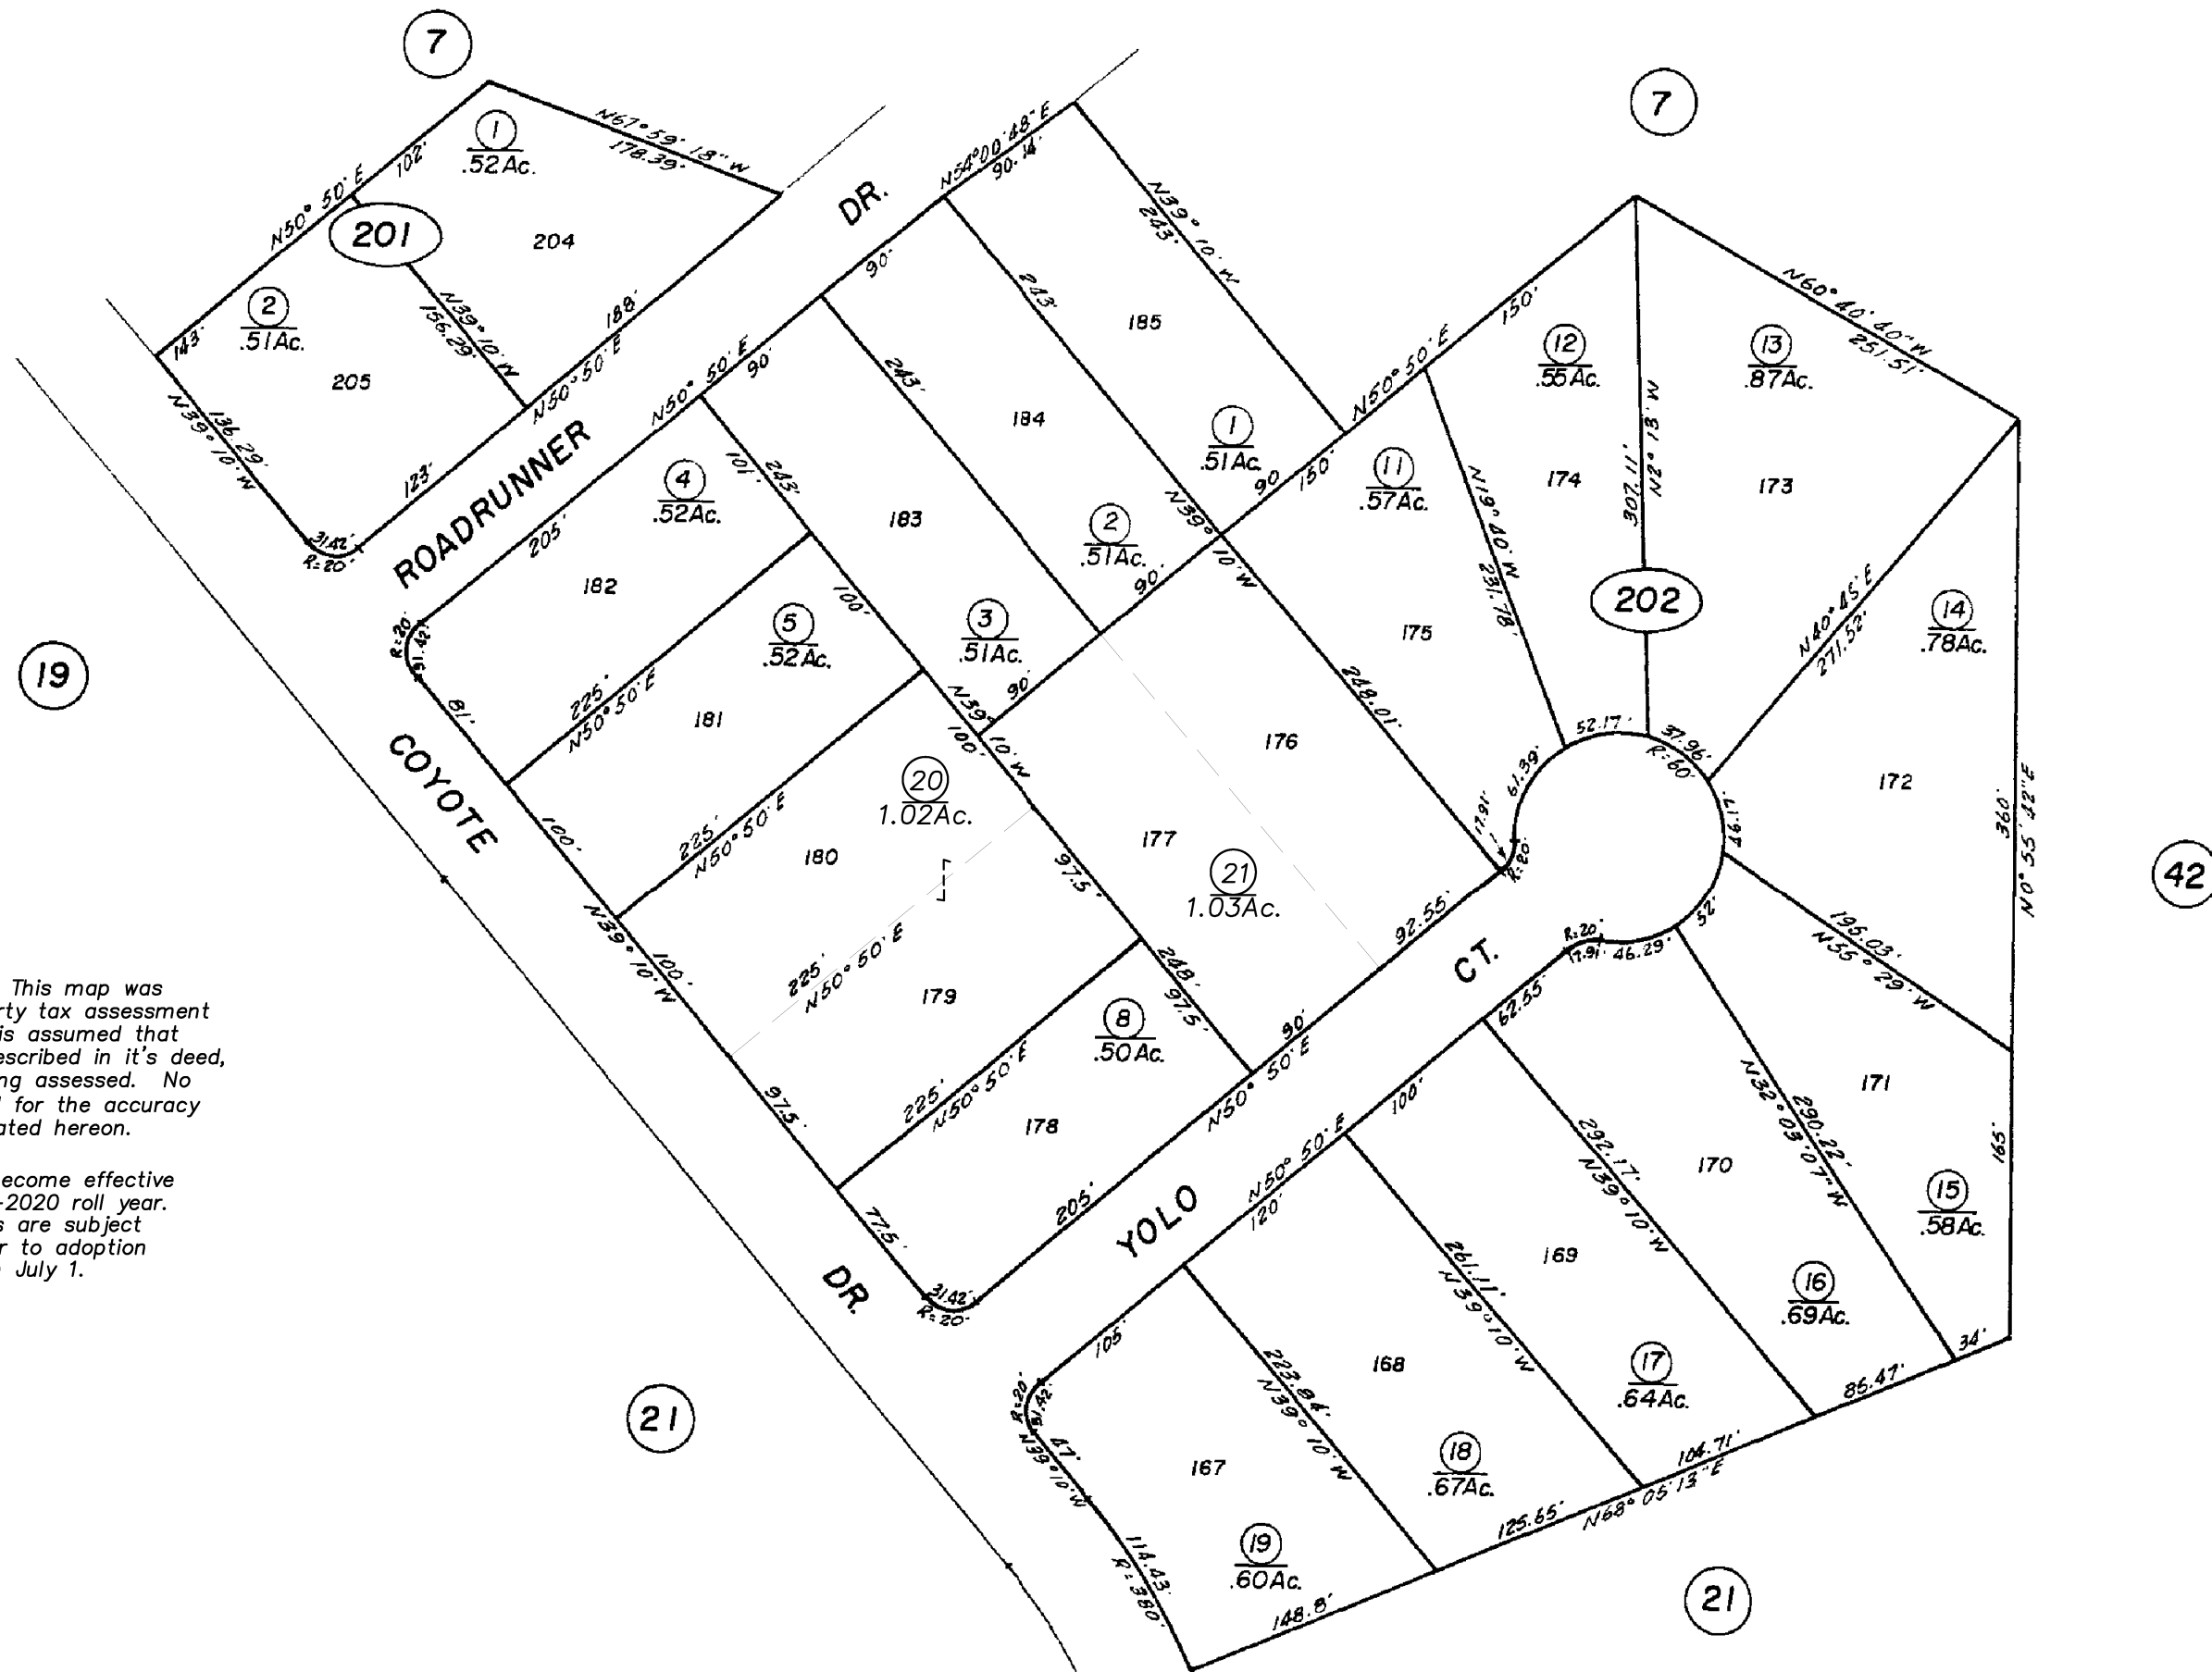 7
7
1
.52Ac.
N67°59'18"W
178.39'
N50°50'E
102'
201
204
2
.51Ac.
143'
205
N39°10'W
156.29'
188'
N50°50'E
136.29'
N39°10'W
123'
31.42'
R=20'
ROADRUNNER
DR.
N54°00'48"E
90.14'
90'
N50°50'E
90'
205'
N39°10'W
243'
185
243'
184
243'
183
243'
101'
4
.52Ac.
182
R=20'
31.42'
81'
1
.51Ac.
90
2
.51Ac.
90'
3
.51Ac.
90'
N39°10'W
5
.52Ac.
100'
225'
N50°50'E
181
100'
225'
N50°50'E
N39°10'W
100'
20
1.02Ac.
180
225'
N50°50'E
179
100'
N39°10'W
97.5'
225'
N50°50'E
8
.50Ac.
178
77.5'
205'
31.42'
R=20'
97.5'
248'
97.5'
177
176
21
1.03Ac.
248.01'
92.55'
90'
N50°50'E
N50°50'E
150'
150'
11
.57Ac.
175
N19°40'W
231.78'
12
.55Ac.
174
307.11'
N2°13'W
13
.87Ac.
173
N60°40'40"W
251.51'
202
N40°45'E
271.52'
14
.78Ac.
172
360'
N0°55'42"E
17.91'
R=20'
61.39'
52.17'
37.96'
R=60'
46.17'
52'
46.29'
17.91'
R=20'
195.03'
N55°29'W
171
165'
15
.58Ac.
34'
N32°03'07"W
290.22'
170
16
.69Ac.
85.47'
62.55'
292.17'
N39°10'W
169
17
.64Ac.
104.71'
100'
N50°50'E
120'
261.11'
N39°10'W
168
18
.67Ac.
125.65'
N68°05'13"E
105'
223.84'
N39°10'W
167
19
.60Ac.
148.8'
R=20'
31.42'
47'
N39°10'W
114.43'
R=380'
COYOTE
DR.
YOLO
CT.
19
42
21
21
This map was
rty tax assessment
is assumed that
escribed in it's deed,
ng assessed. No
for the accuracy
ated hereon.
ecome effective
-2020 roll year.
s are subject
r to adoption
July 1.